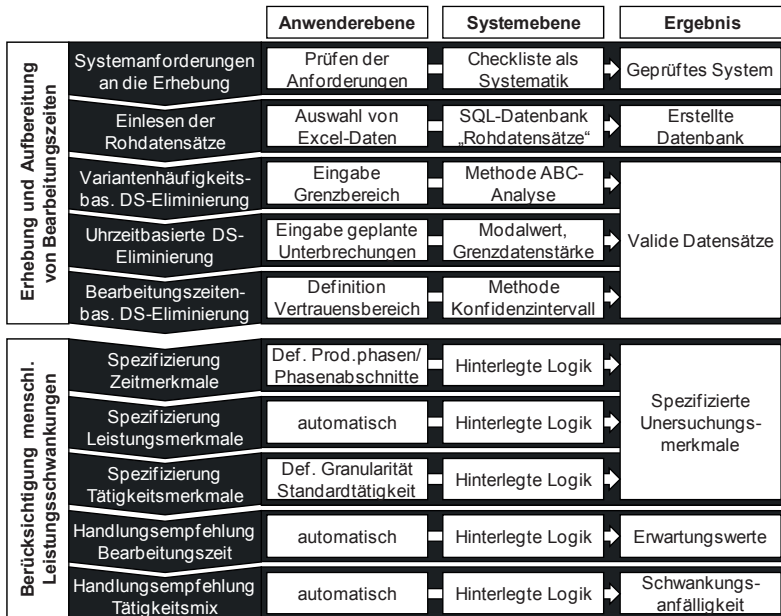 Anwenderebene
Systemebene
Ergebnis
Erhebung und Aufbereitung
von Bearbeitungszeiten
Systemanforderungen
an die Erhebung
Prüfen der
Anforderungen
Checkliste als
Systematik
Geprüftes System
Einlesen der
Rohdatensätze
Auswahl von
Excel-Daten
SQL-Datenbank
„Rohdatensätze“
Erstellte
Datenbank
Variantenhäufigkeits-
bas. DS-Eliminierung
Eingabe
Grenzbereich
Methode ABC-
Analyse
Uhrzeitbasierte DS-
Eliminierung
Eingabe geplante
Unterbrechungen
Modalwert,
Grenzdatenstärke
Valide Datensätze
Bearbeitungszeiten-
bas. DS-Eliminierung
Definition
Vertrauensbereich
Methode
Konfidenzintervall
Berücksichtigung menschl.
Leistungsschwankungen
Spezifizierung
Zeitmerkmale
Def. Prod.phasen/
Phasenabschnitte
Hinterlegte Logik
Spezifizierung
Leistungsmerkmale
automatisch
Hinterlegte Logik
Spezifizierte
Unersuchungs-
merkmale
Spezifizierung
Tätigkeitsmerkmale
Def. Granularität
Standardtätigkeit
Hinterlegte Logik
Handlungsempfehlung
Bearbeitungszeit
automatisch
Hinterlegte Logik
Erwartungswerte
Handlungsempfehlung
Tätigkeitsmix
automatisch
Hinterlegte Logik
Schwankungs-
anfälligkeit